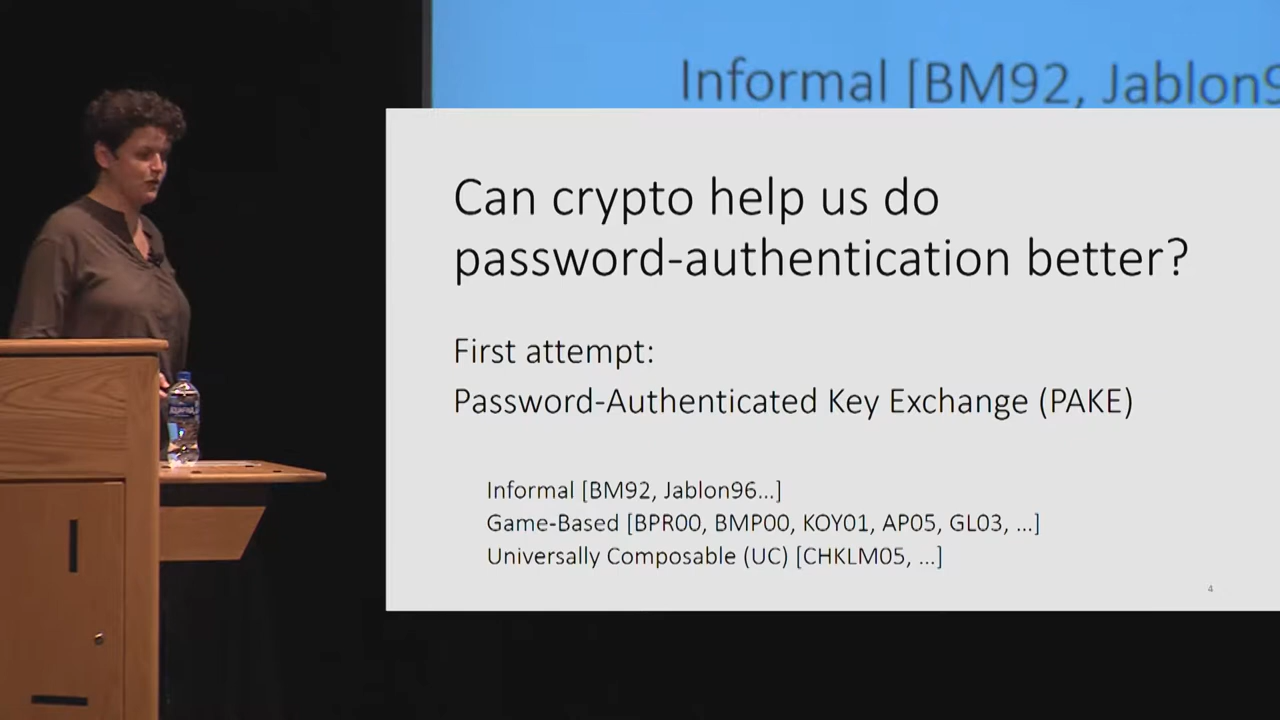 Informal [BM92, Jablon9
Can crypto help us do
password-authentication better?
First attempt:
Password-Authenticated Key Exchange (PAKE)
Informal [BM92, Jablon96...]
Game-Based [BPR00, BMP00, KOY01, AP05, GL03, ...]
Universally Composable (UC) [CHKLM05, ...]
4